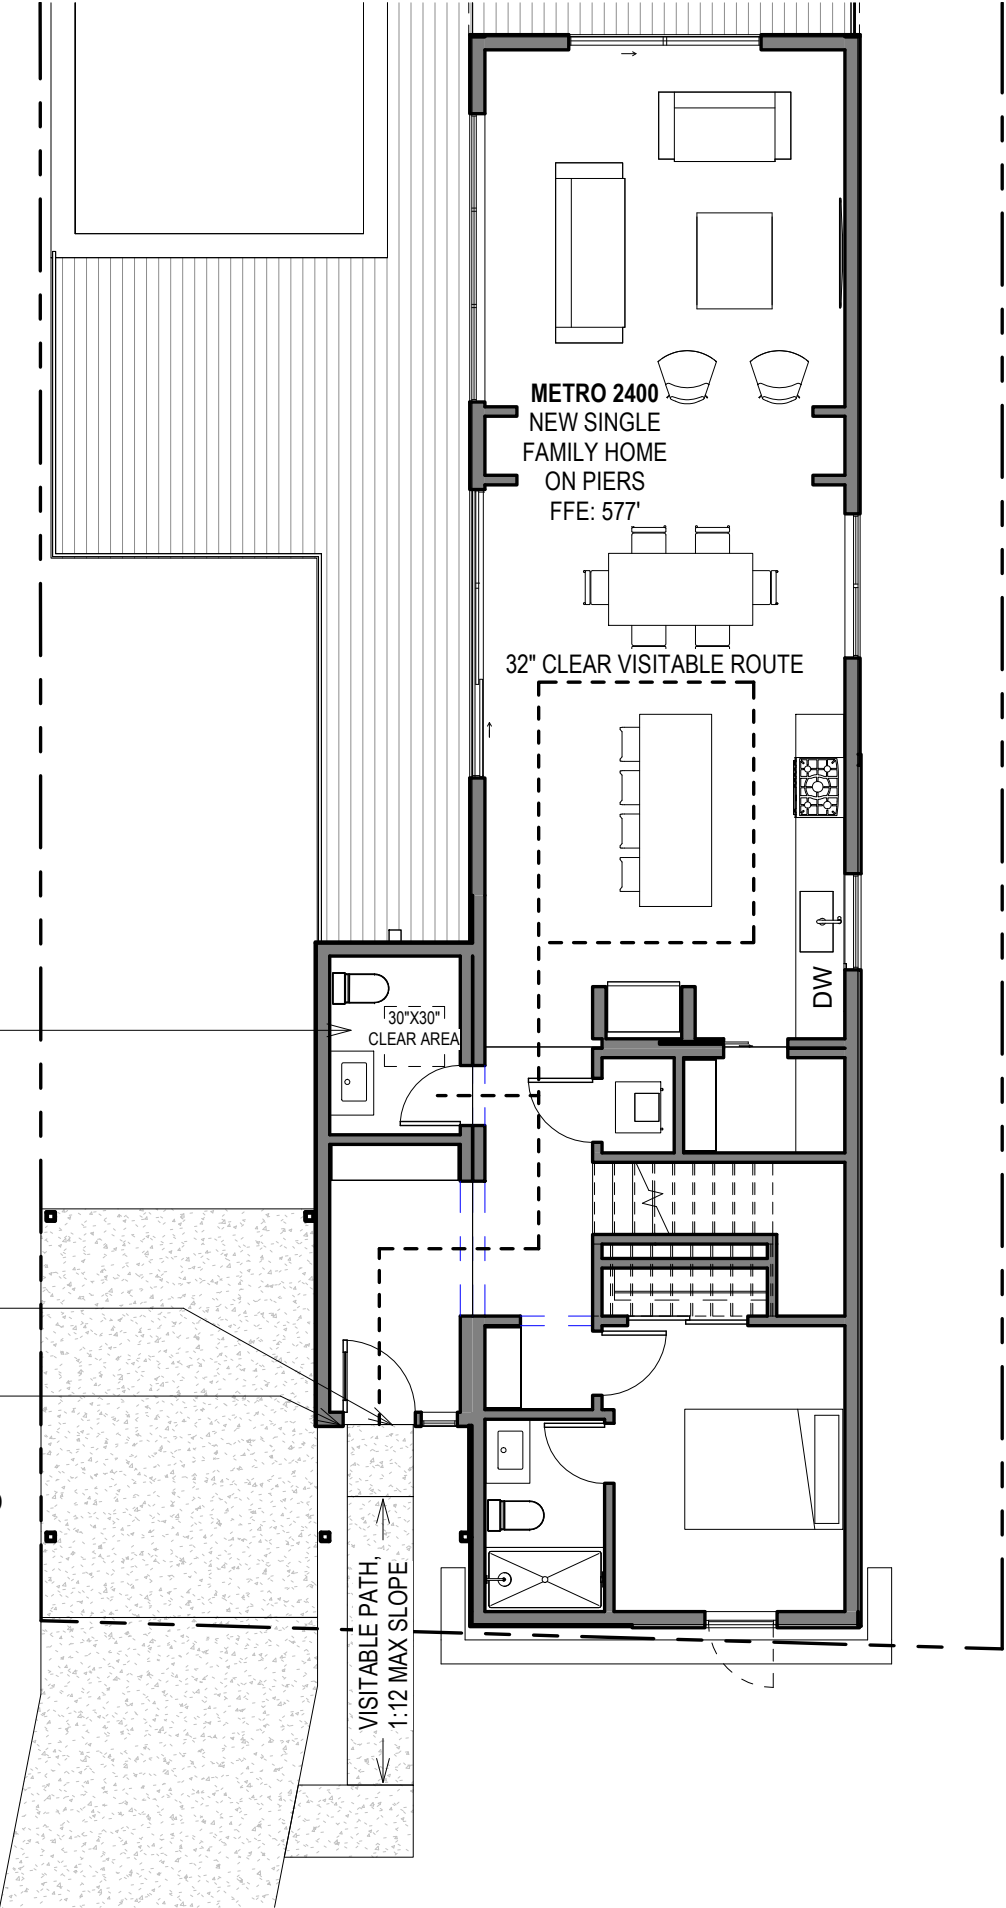 METRO 2400
NEW SINGLE
FAMILY HOME
ON PIERS
FFE: 577'
32" CLEAR VISITABLE ROUTE
DW
30"X30"
CLEAR AREA
VISITABLE PATH,
1:12 MAX SLOPE